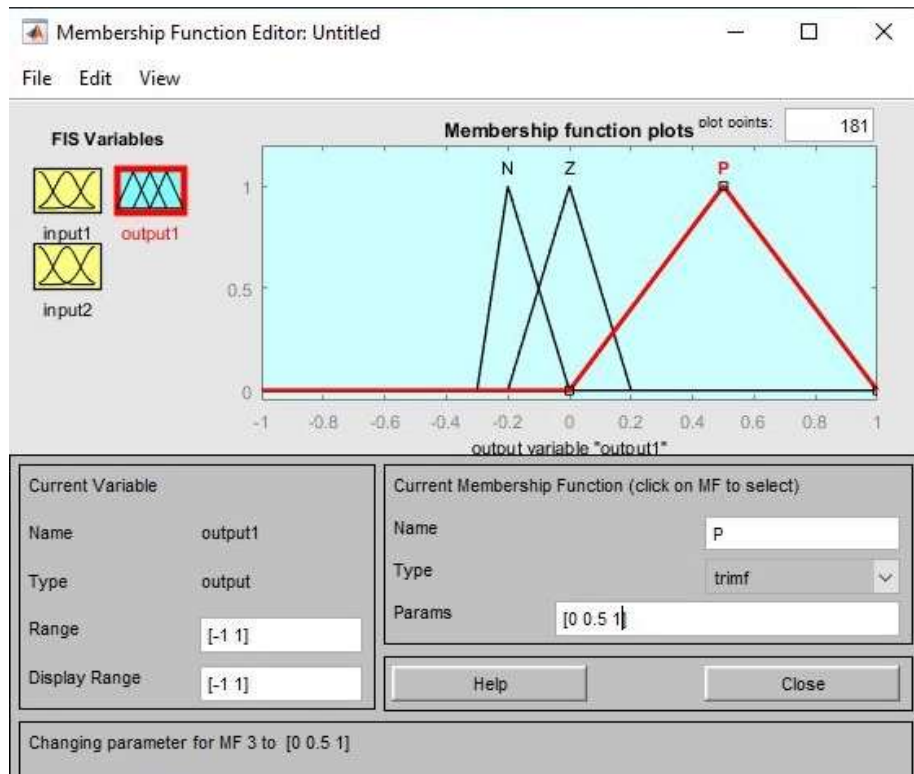 Membership Function Editor: Untitled
File Edit View
FIS Variables
Membership function plots plot points: 181
N Z P
1
input1 output1
0.5
input2
0
-1 -0.8 -0.6 -0.4 -0.2 0 0.2 0.4 0.6 0.8 1
output variable "output1"
Current Variable
Name output1
Type output
Range [-1 1]
Display Range [-1 1]
Current Membership Function (click on MF to select)
Name P
Type trimf
Params [0 0.5 1]
Help Close
Changing parameter for MF 3 to [0 0.5 1]